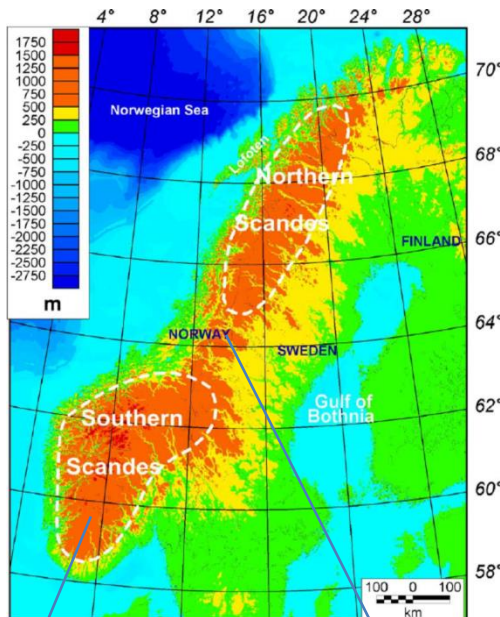 4° 8° 12° 16° 20° 24° 28°
1750
1500
1250
1000
750
500
250
0
-250
-500
-750
-1000
-1250
-1500
-1750
-2000
-2250
-2500
-2750
m
Norwegian Sea
Lofoten
Northern
Scandes
FINLAND
NORWAY
SWEDEN
Gulf of
Bothnia
Southern
Scandes
70°
68°
66°
64°
62°
60°
58°
100 0 100
km